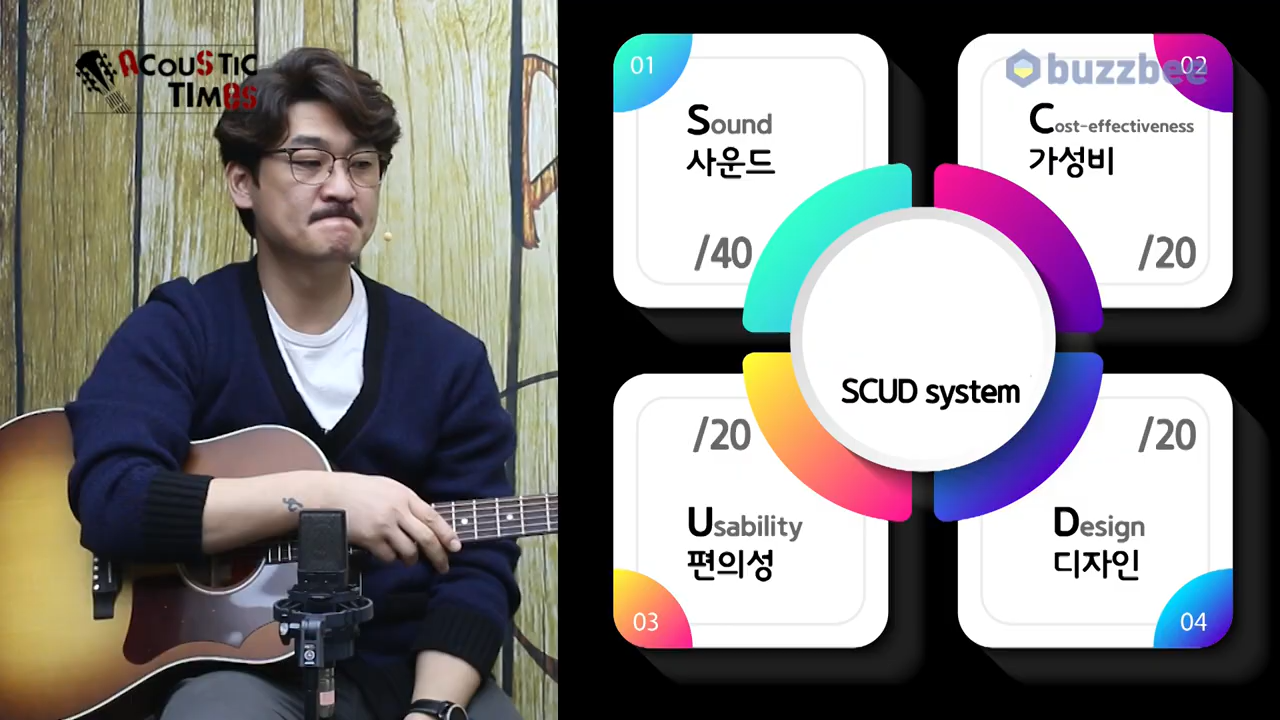 ACOUSTIC
TIMES
01
Sound
사운드
/40
buzzbee
02
Cost-effectiveness
가성비
/20
SCUD system
/20
Usability
편의성
03
/20
Design
디자인
04